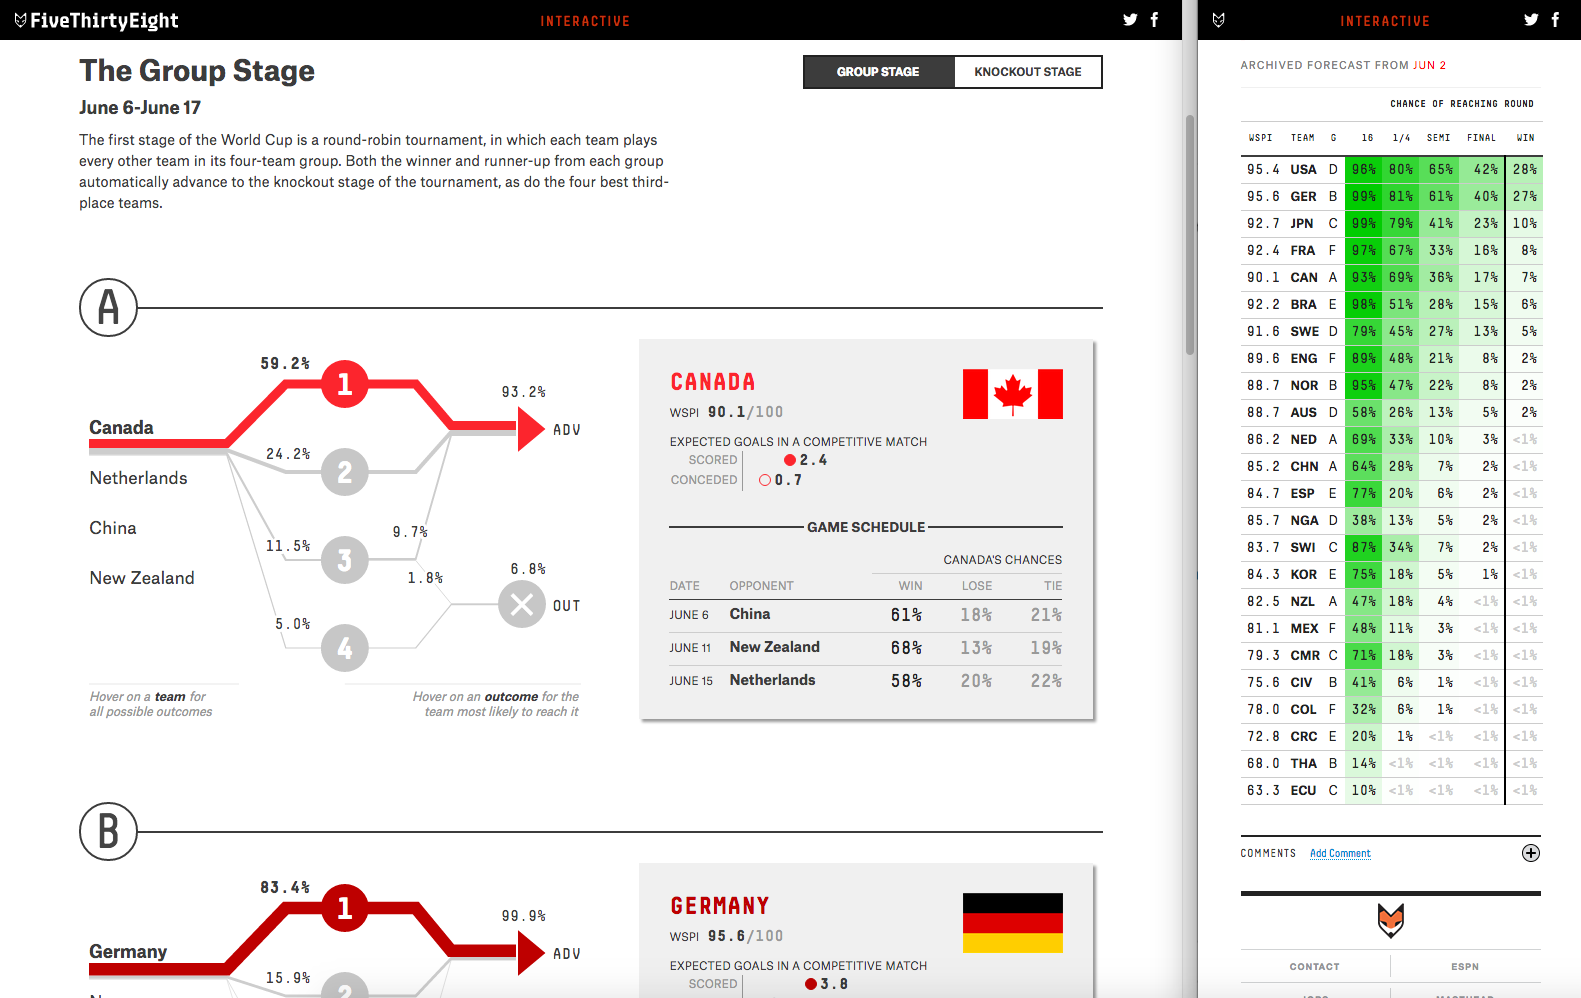 FiveThirtyEight
INTERACTIVE
The Group Stage
GROUP STAGE
KNOCKOUT STAGE
June 6-June 17
The first stage of the World Cup is a round-robin tournament, in which each team plays
every other team in its four-team group. Both the winner and runner-up from each group
automatically advance to the knockout stage of the tournament, as do the four best third-
place teams.
A
59.2%
1
93.2%
Canada
ADV
24.2%
2
Netherlands
China
9.7%
11.5%
3
New Zealand
1.8%
6.8%
OUT
5.0%
4
Hover on a team for
all possible outcomes
Hover on an outcome for the
team most likely to reach it
CANADA
WSPI 90.1/100
EXPECTED GOALS IN A COMPETITIVE MATCH
SCORED 2.4
CONCEDED 0.7
GAME SCHEDULE
CANADA'S CHANCES
DATE OPPONENT WIN LOSE TIE
JUNE 6 China 61% 18% 21%
JUNE 11 New Zealand 68% 13% 19%
JUNE 15 Netherlands 58% 20% 22%
B
83.4%
1
99.9%
Germany
ADV
15.9%
2
GERMANY
WSPI 95.6/100
EXPECTED GOALS IN A COMPETITIVE MATCH
SCORED 3.8
INTERACTIVE
ARCHIVED FORECAST FROM JUN 2
CHANCE OF REACHING ROUND
WSPI TEAM G 16 1/4 SEMI FINAL WIN
95.4 USA D 96% 80% 65% 42% 28%
95.6 GER B 99% 81% 61% 40% 27%
92.7 JPN C 99% 79% 41% 23% 10%
92.4 FRA F 97% 67% 33% 16% 8%
90.1 CAN A 93% 69% 36% 17% 7%
92.2 BRA E 98% 51% 28% 15% 6%
91.6 SWE D 79% 45% 27% 13% 5%
89.6 ENG F 89% 48% 21% 8% 2%
88.7 NOR B 95% 47% 22% 8% 2%
88.7 AUS D 58% 26% 13% 5% 2%
86.2 NED A 69% 33% 10% 3% <1%
85.2 CHN A 64% 28% 7% 2% <1%
84.7 ESP E 77% 20% 6% 2% <1%
85.7 NGA D 38% 13% 5% 2% <1%
83.7 SWI C 87% 34% 7% 2% <1%
84.3 KOR E 75% 18% 5% 1% <1%
82.5 NZL A 47% 18% 4% <1% <1%
81.1 MEX F 48% 11% 3% <1% <1%
79.3 CMR C 71% 18% 3% <1% <1%
75.6 CIV B 41% 6% 1% <1% <1%
78.0 COL F 32% 6% 1% <1% <1%
72.8 CRC E 20% 1% <1% <1% <1%
68.0 THA B 14% <1% <1% <1% <1%
63.3 ECU C 10% <1% <1% <1% <1%
COMMENTS Add Comment
CONTACT
ESPN